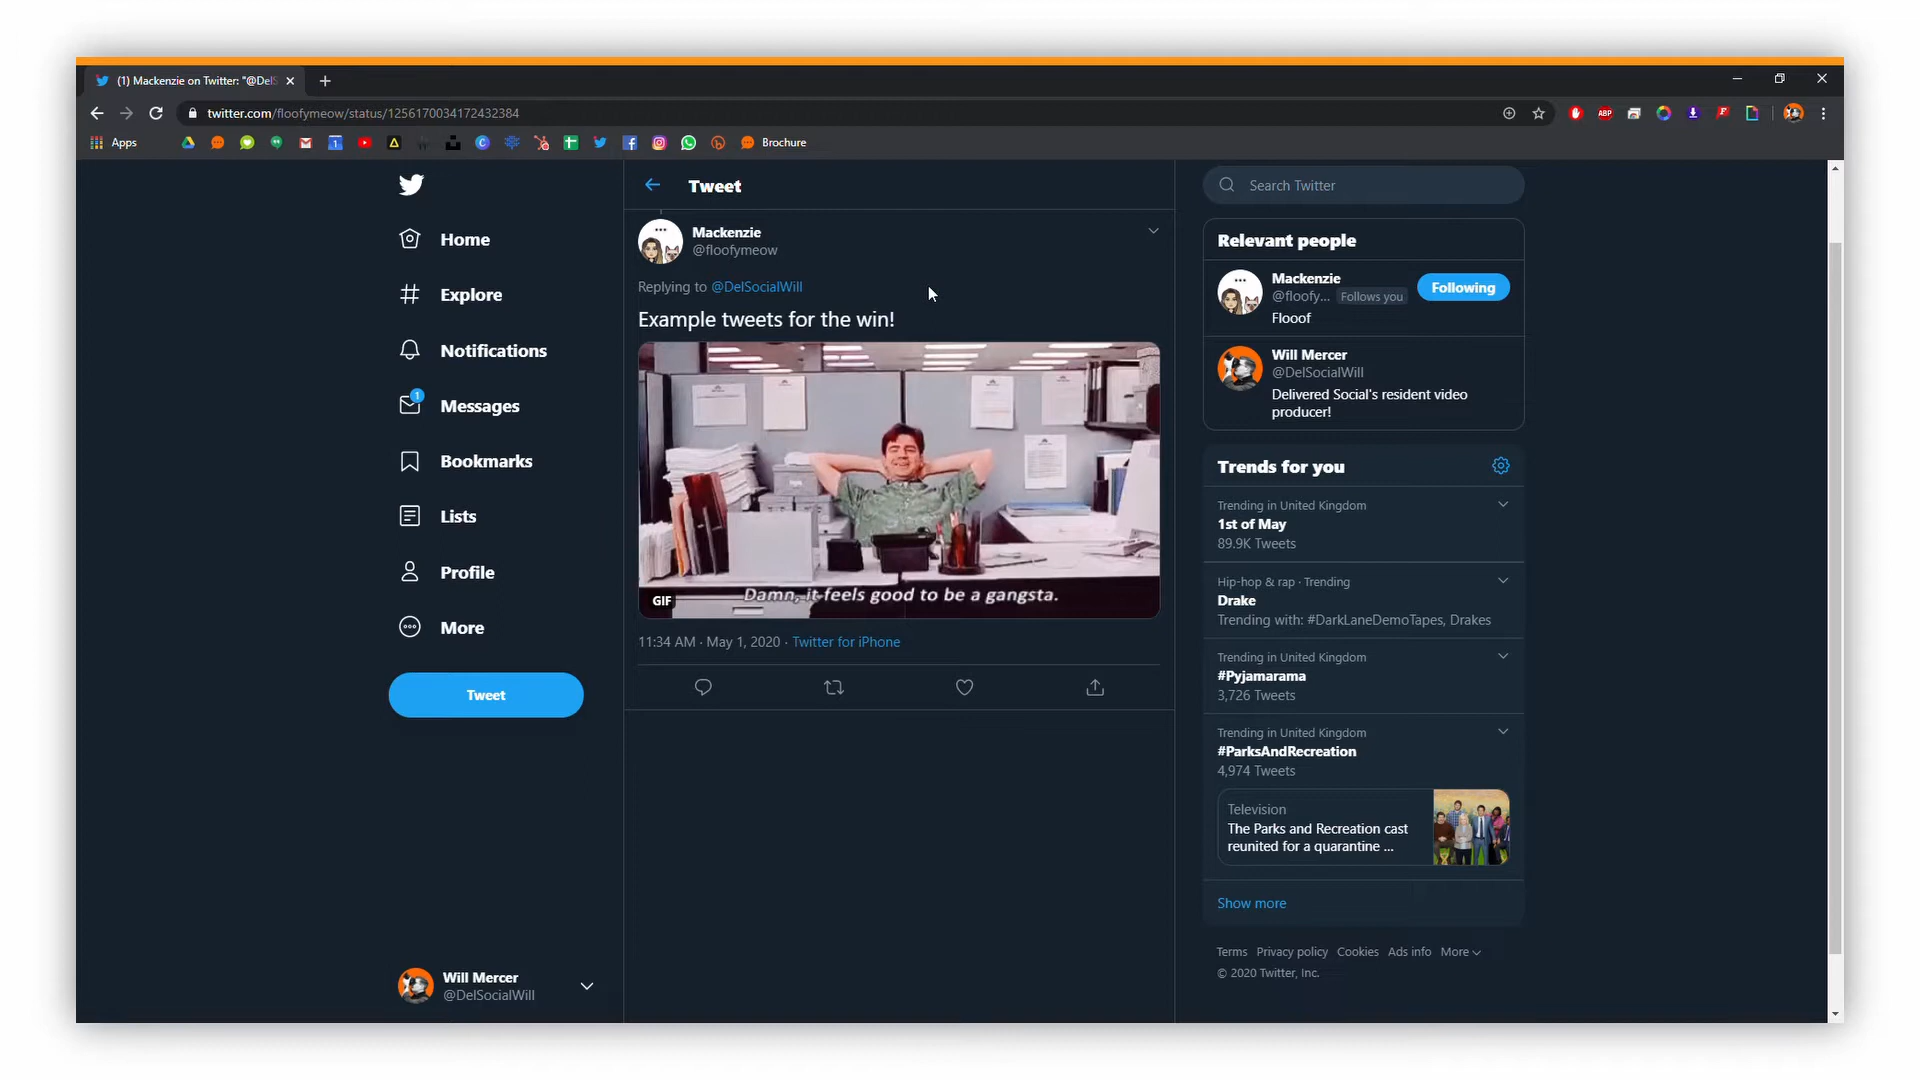 (1) Mackenzie on Twitter: "@DelS
twitter.com/floofymeow/status/1256170034172432384
ABP
Apps
1
Brochure
Tweet
Search Twitter
Home
Explore
Notifications
1
Messages
Bookmarks
Lists
Profile
More
Tweet
Will Mercer
@DelSocialWill
Mackenzie
@floofymeow
Replying to @DelSocialWill
Example tweets for the win!
Damn, it feels good to be a gangsta.
GIF
11:34 AM · May 1, 2020 · Twitter for iPhone
Relevant people
Mackenzie
@floofy... Follows you
Following
Flooof
Will Mercer
@DelSocialWill
Delivered Social's resident video
producer!
Trends for you
Trending in United Kingdom
1st of May
89.9K Tweets
Hip-hop & rap · Trending
Drake
Trending with: #DarkLaneDemoTapes, Drakes
Trending in United Kingdom
#Pyjamarama
3,726 Tweets
Trending in United Kingdom
#ParksAndRecreation
4,974 Tweets
Television
The Parks and Recreation cast
reunited for a quarantine ...
Show more
Terms Privacy policy Cookies Ads info More
© 2020 Twitter, Inc.